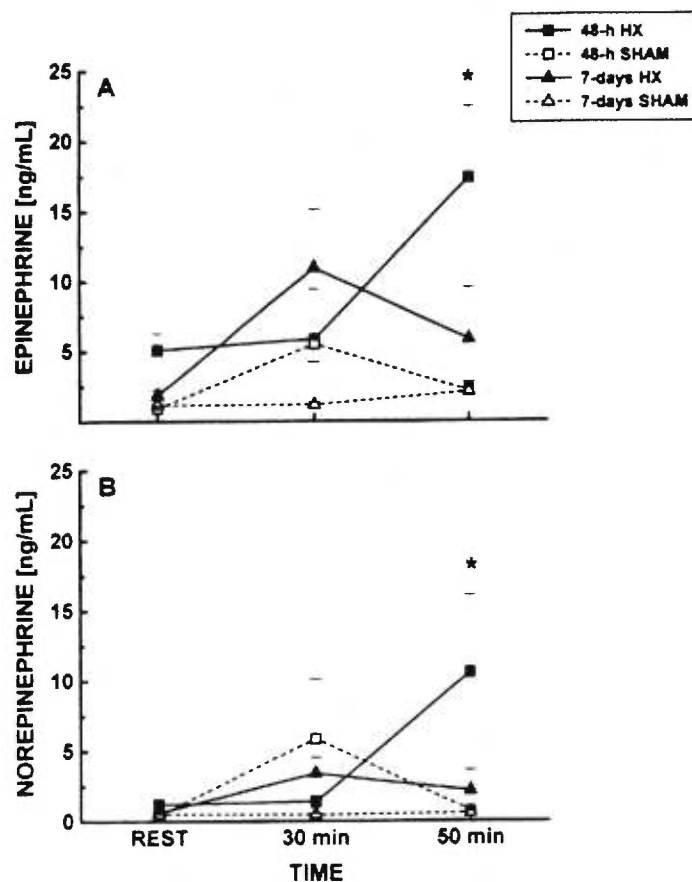 48-h HX
48-h SHAM
7-days HX
7-days SHAM
A
*
EPINEPHRINE [ng/mL]
25
20
15
10
5
B
*
NOREPINEPHRINE [ng/mL]
25
20
15
10
5
0
REST 30 min 50 min
TIME